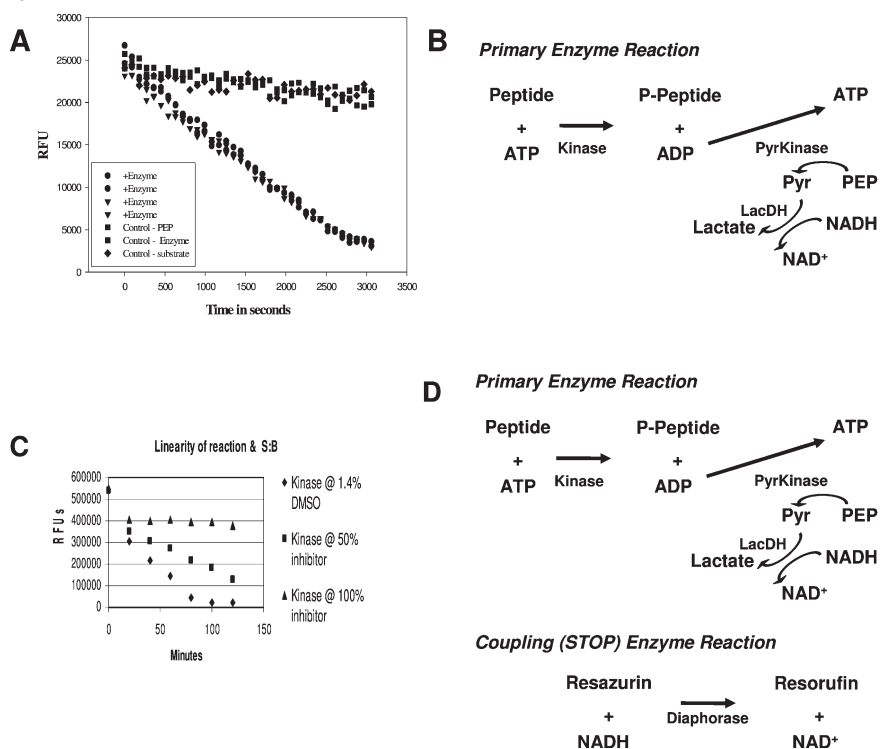 A
30000
25000
20000
15000
10000
5000
0
RFU
+Enzyme
+Enzyme
+Enzyme
+Enzyme
Control - PEP
Control - Enzyme
Control - substrate
0 500 1000 1500 2000 2500 3000 3500
Time in seconds
B
Primary Enzyme Reaction
Peptide P-Peptide ATP
+ +
ATP Kinase ADP PyrKinase
Pyr PEP
LacDH
Lactate NADH
NAD+
C
Linearity of reaction & S:B
600000
500000
400000
300000
200000
100000
0
RFUs
0 50 100 150
Minutes
Kinase @ 1.4%
DMSO
Kinase @ 50%
inhibitor
Kinase @ 100%
inhibitor
D
Primary Enzyme Reaction
Peptide P-Peptide ATP
+ +
ATP Kinase ADP PyrKinase
Pyr PEP
LacDH
Lactate NADH
NAD+
Coupling (STOP) Enzyme Reaction
Resazurin Resorufin
+ Diaphorase +
NADH NAD+